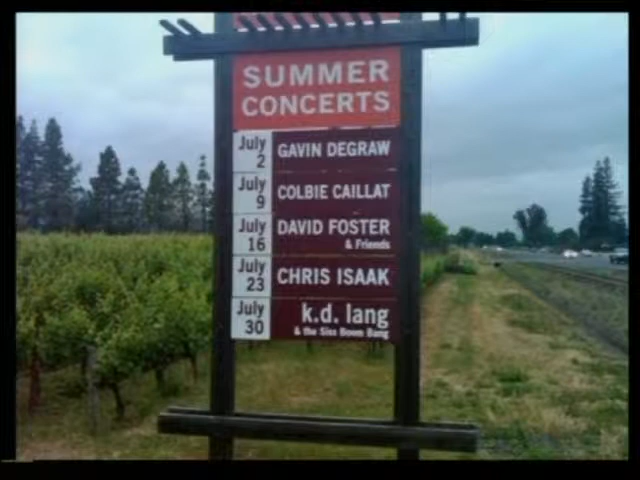 SUMMER
CONCERTS
July 2 GAVIN DEGRAW
July 9 COLBIE CAILLAT
July 16 DAVID FOSTER
& Friends
July 23 CHRIS ISAAK
July 30 k.d. lang
& the Siss Boom Bang